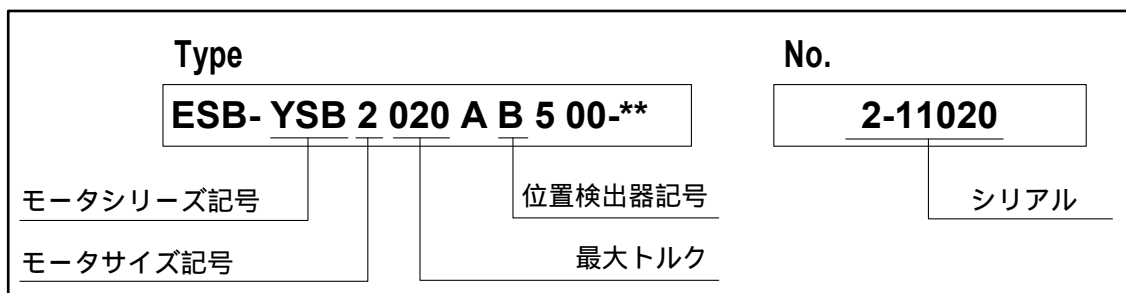 Type
No.
ESB- YSB 2 020 A B 5 00-**
2-11020
モータシリーズ記号
位置検出器記号
シリアル
モータサイズ記号
最大トルク